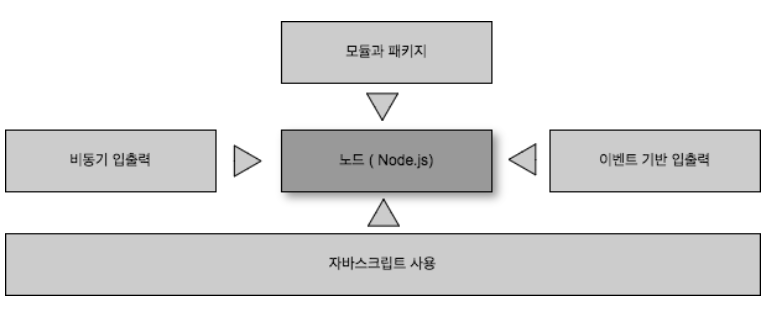 모듈과 패키지
비동기 입출력
노드 ( Node.js)
이벤트 기반 입출력
자바스크립트 사용